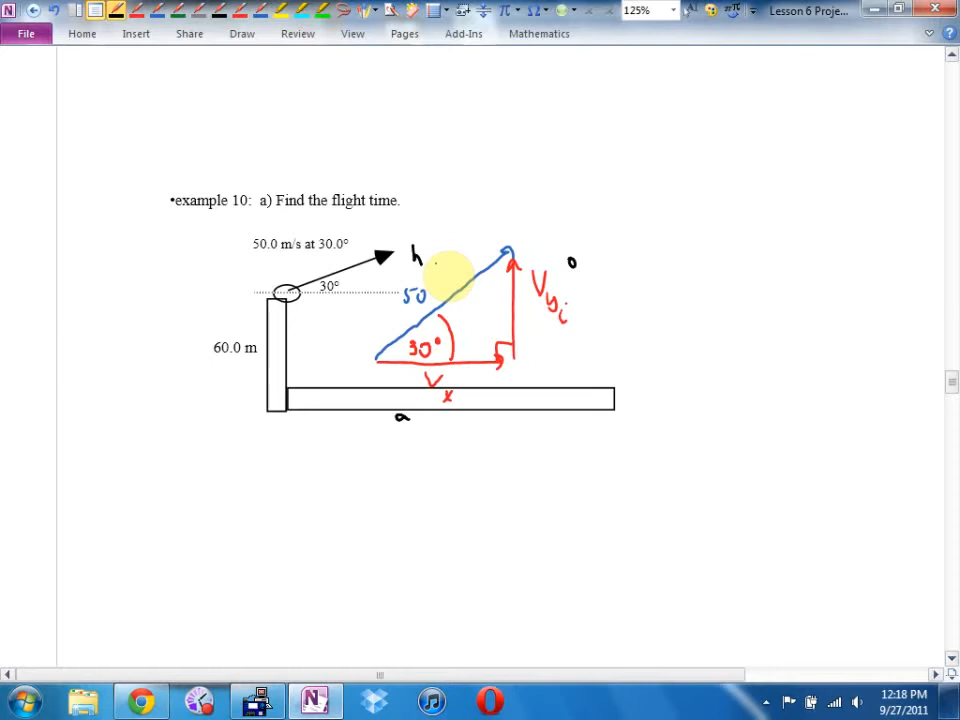 125%
Lesson 6 Proje...
File Home Insert Share Draw Review View Pages Add-Ins Mathematics
•example 10: a) Find the flight time.
50.0 m/s at 30.0°
h
o
30°
50
Vyi
60.0 m
30°
Vx
a
12:18 PM
9/27/2011